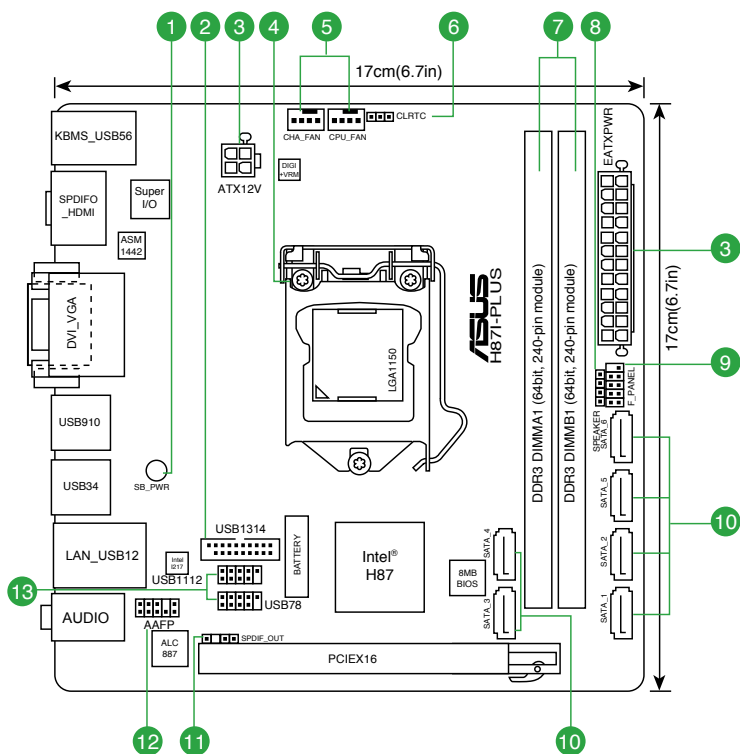 1
2
3
4
5
6
7
8
17cm(6.7in)
KBMS_USB56
CHA_FAN
CPU_FAN
CLRTC
EATXPWR
ATX12V
DIGI
+VRM
SPDIFO
_HDMI
Super
I/O
ASM
1442
3
DVI_VGA
LGA1150
ASUS
H87I-PLUS
DDR3 DIMMA1 (64bit, 240-pin module)
DDR3 DIMMB1 (64bit, 240-pin module)
17cm(6.7in)
9
F_PANEL
SPEAKER
SATA_6
USB910
USB34
SB_PWR
SATA_5
10
USB1314
LAN_USB12
Intel
I217
BATTERY
Intel®
H87
SATA_4
8MB
BIOS
SATA_2
13
USB1112
USB78
SATA_3
SATA_1
AUDIO
AAFP
ALC
887
SPDIF_OUT
PCIEX16
12
11
10